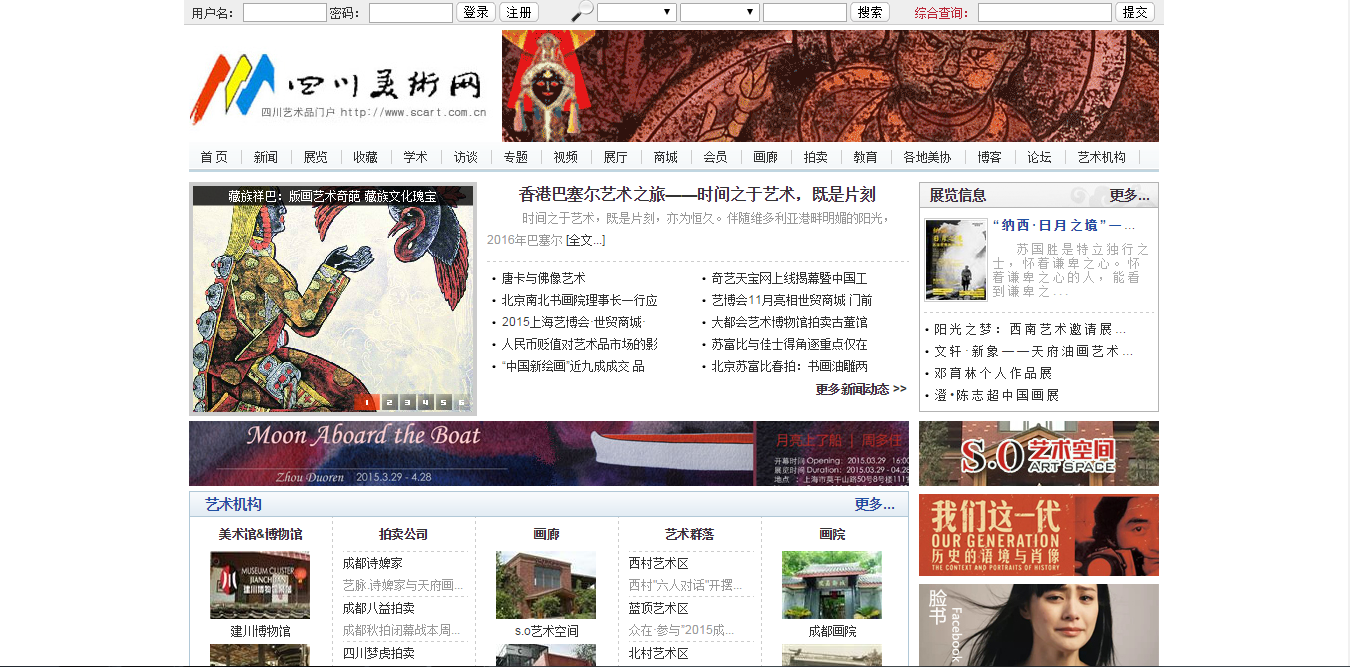 用户名： 密码： 登录 注册 搜索 综合查询： 提交
四川美術网
四川艺术品门户 http://www.scart.com.cn
首页 新闻 展览 收藏 学术 访谈 专题 视频 展厅 商城 会员 画廊 拍卖 教育 各地美协 博客 论坛 艺术机构
藏族祥巴：版画艺术奇葩 藏族文化瑰宝
1 2 3 4 5 6
香港巴塞尔艺术之旅——时间之于艺术，既是片刻
时间之于艺术，既是片刻，亦为恒久。伴随维多利亚港畔明媚的阳光，
2016年巴塞尔 [全文...]
• 唐卡与佛像艺术
• 北京南北书画院理事长一行应
• 2015上海艺博会·世贸商城·
• 人民币贬值对艺术品市场的影
• “中国新绘画”近九成成交 品
• 奇艺天宝网上线揭幕暨中国工
• 艺博会11月亮相世贸商城 门前
• 大都会艺术博物馆拍卖古董馆
• 苏富比与佳士得角逐重点仅在
• 北京苏富比春拍：书画油雕两
更多新闻动态 >>
展览信息 更多...
“纳西·日月之境”—...
苏国胜是特立独行之
士，怀着谦卑之心。怀
着谦卑之心的人，能看
到谦卑之...
• 阳光之梦：西南艺术邀请展...
• 文轩·新象——天府油画艺术...
• 邓育林个人作品展
• 澄•陈志超中国画展
Moon Aboard the Boat
Zhou Duoren 2015.3.29 - 4.28
月亮上了船 | 周多仕
开幕时间 Opening: 2015.03.29 16:00
展览时间 Duration: 2015.03.29 - 04.28
地点 : 上海市莫干山路50号8号楼111
S.O 艺术空间
ART SPACE
我们这一代
OUR GENERATION
历史的语境与肖像
THE CONTEXT AND PORTRAITS OF HISTORY
脸书
Facebook
艺术机构 更多...
美术馆&博物馆
MUSEUM CLUSTER
JIANCHUAN
建川博物馆聚落
建川博物馆
拍卖公司
成都诗婢家
艺脉·诗婢家与天府画...
成都八益拍卖
成都秋拍闭幕战本周...
四川梦虎拍卖
画廊
s.o艺术空间
艺术群落
西村艺术区
西村"六人对话"开摆...
蓝顶艺术区
众在·参与"2015成...
北村艺术区
画院
成都画院